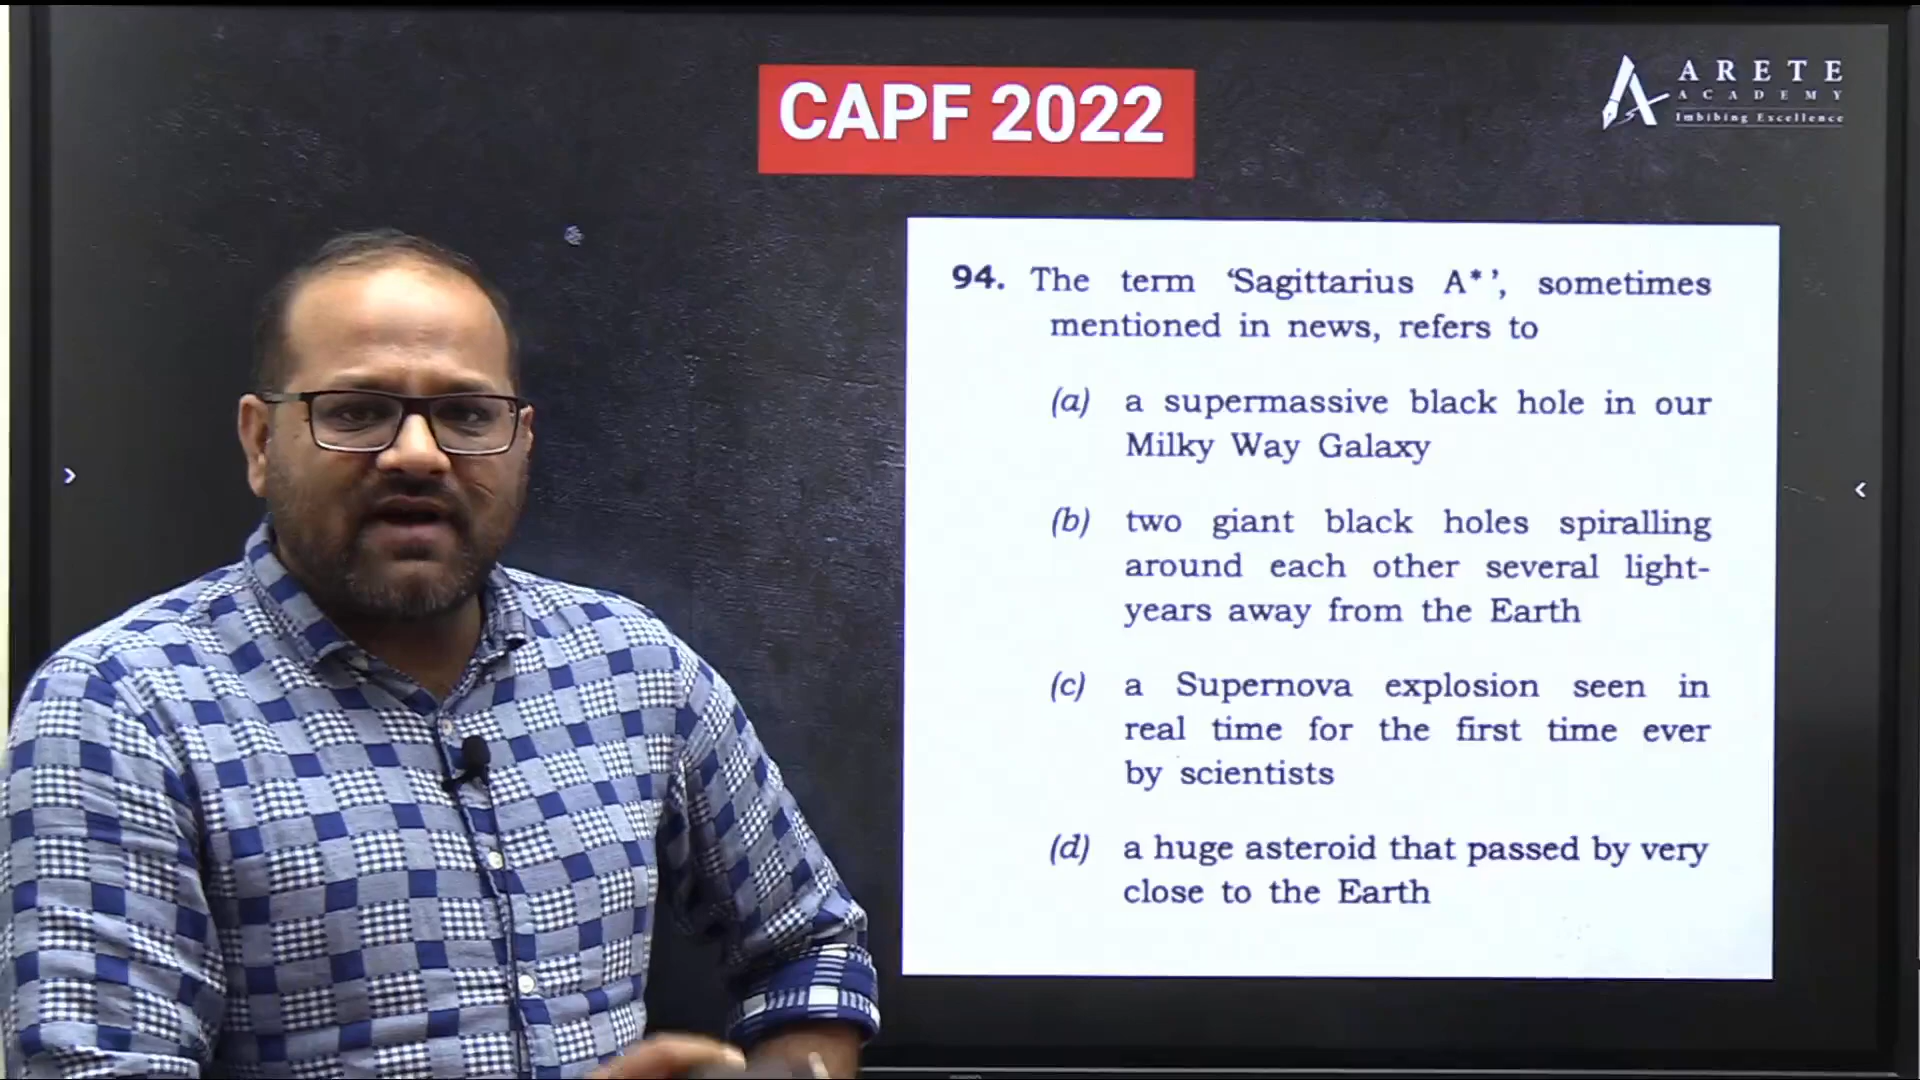 CAPF 2022
ARETE
ACADEMY
Imbibing Excellence
94. The term ‘Sagittarius A*’, sometimes
mentioned in news, refers to
(a) a supermassive black hole in our
Milky Way Galaxy
(b) two giant black holes spiralling
around each other several light-
years away from the Earth
(c) a Supernova explosion seen in
real time for the first time ever
by scientists
(d) a huge asteroid that passed by very
close to the Earth